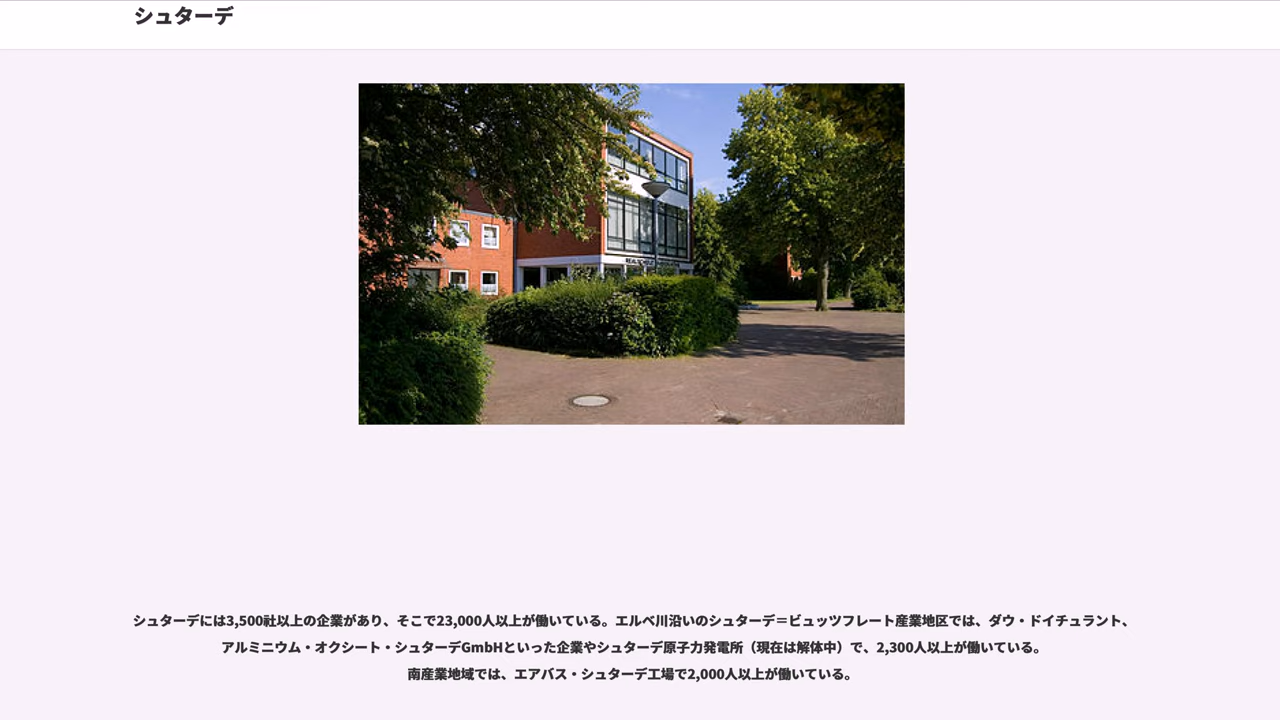 シュターデ
シュターデには3,500社以上の企業があり、そこで23,000人以上が働いている。エルベ川沿いのシュターデ＝ビュッツフレート産業地区では、ダウ・ドイチュラント、
アルミニウム・オクシート・シュターデGmbHといった企業やシュターデ原子力発電所（現在は解体中）で、2,300人以上が働いている。
南産業地域では、エアバス・シュターデ工場で2,000人以上が働いている。